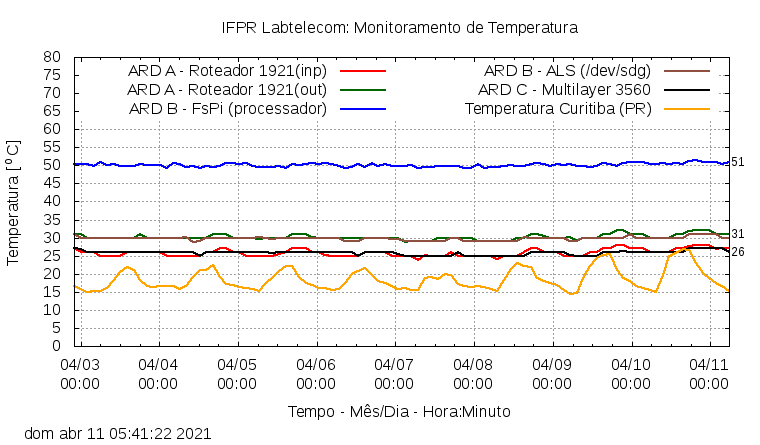 IFPR Labtelecom: Monitoramento de Temperatura
ARD A - Roteador 1921(inp)
ARD A - Roteador 1921(out)
ARD B - FsPi (processador)
ARD B - ALS (/dev/sdg)
ARD C - Multilayer 3560
Temperatura Curitiba (PR)
Temperatura [ °C]
80
75
70
65
60
55
50
45
40
35
30
25
20
15
10
5
0
51
31
26
04/03 04/04 04/05 04/06 04/07 04/08 04/09 04/10 04/11
00:00 00:00 00:00 00:00 00:00 00:00 00:00 00:00 00:00
Tempo - Mês/Dia - Hora:Minuto
dom abr 11 05:41:22 2021